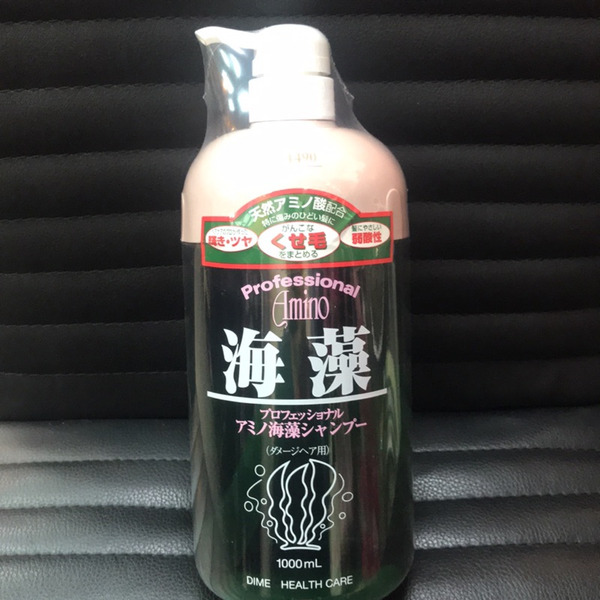 1490
天然アミノ酸配合
特に傷みのひどい髪に
輝き・ツヤ
がんこな
くせ毛
をまとめる
髪にやさしい
弱酸性
Professional
Amino
海藻
プロフェッショナル
アミノ海藻シャンプー
(ダメージヘア用)
1000mL
DIME HEALTH CARE